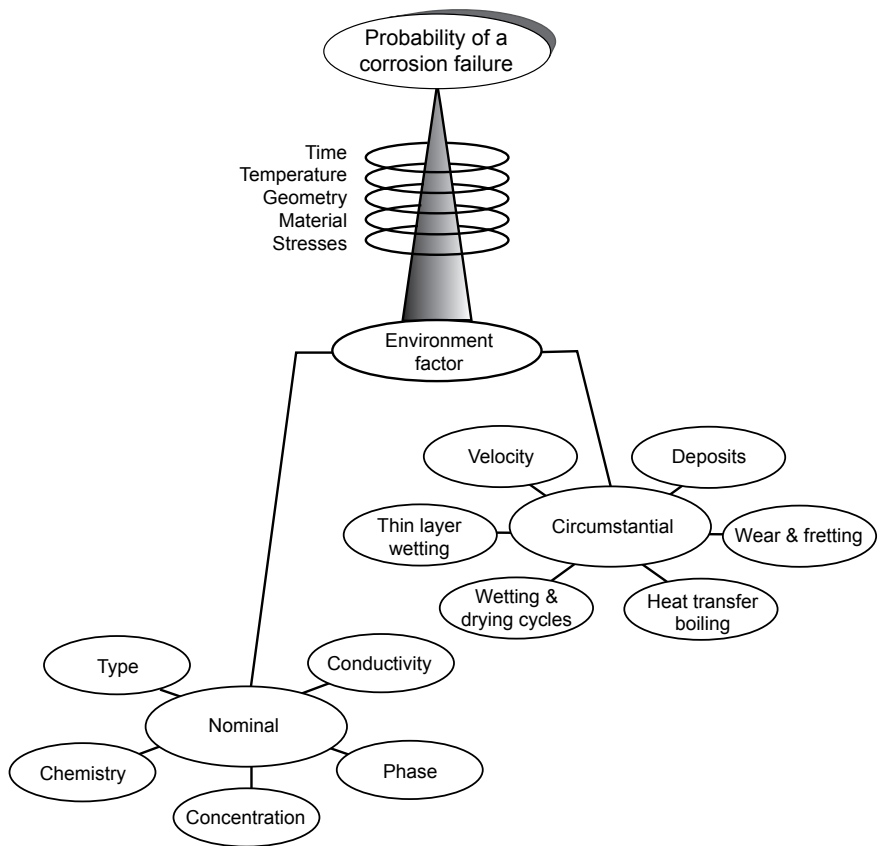 Probability of a
corrosion failure
Time
Temperature
Geometry
Material
Stresses
Environment
factor
Velocity
Deposits
Thin layer
wetting
Circumstantial
Wear & fretting
Wetting &
drying cycles
Heat transfer
boiling
Type
Conductivity
Nominal
Chemistry
Phase
Concentration